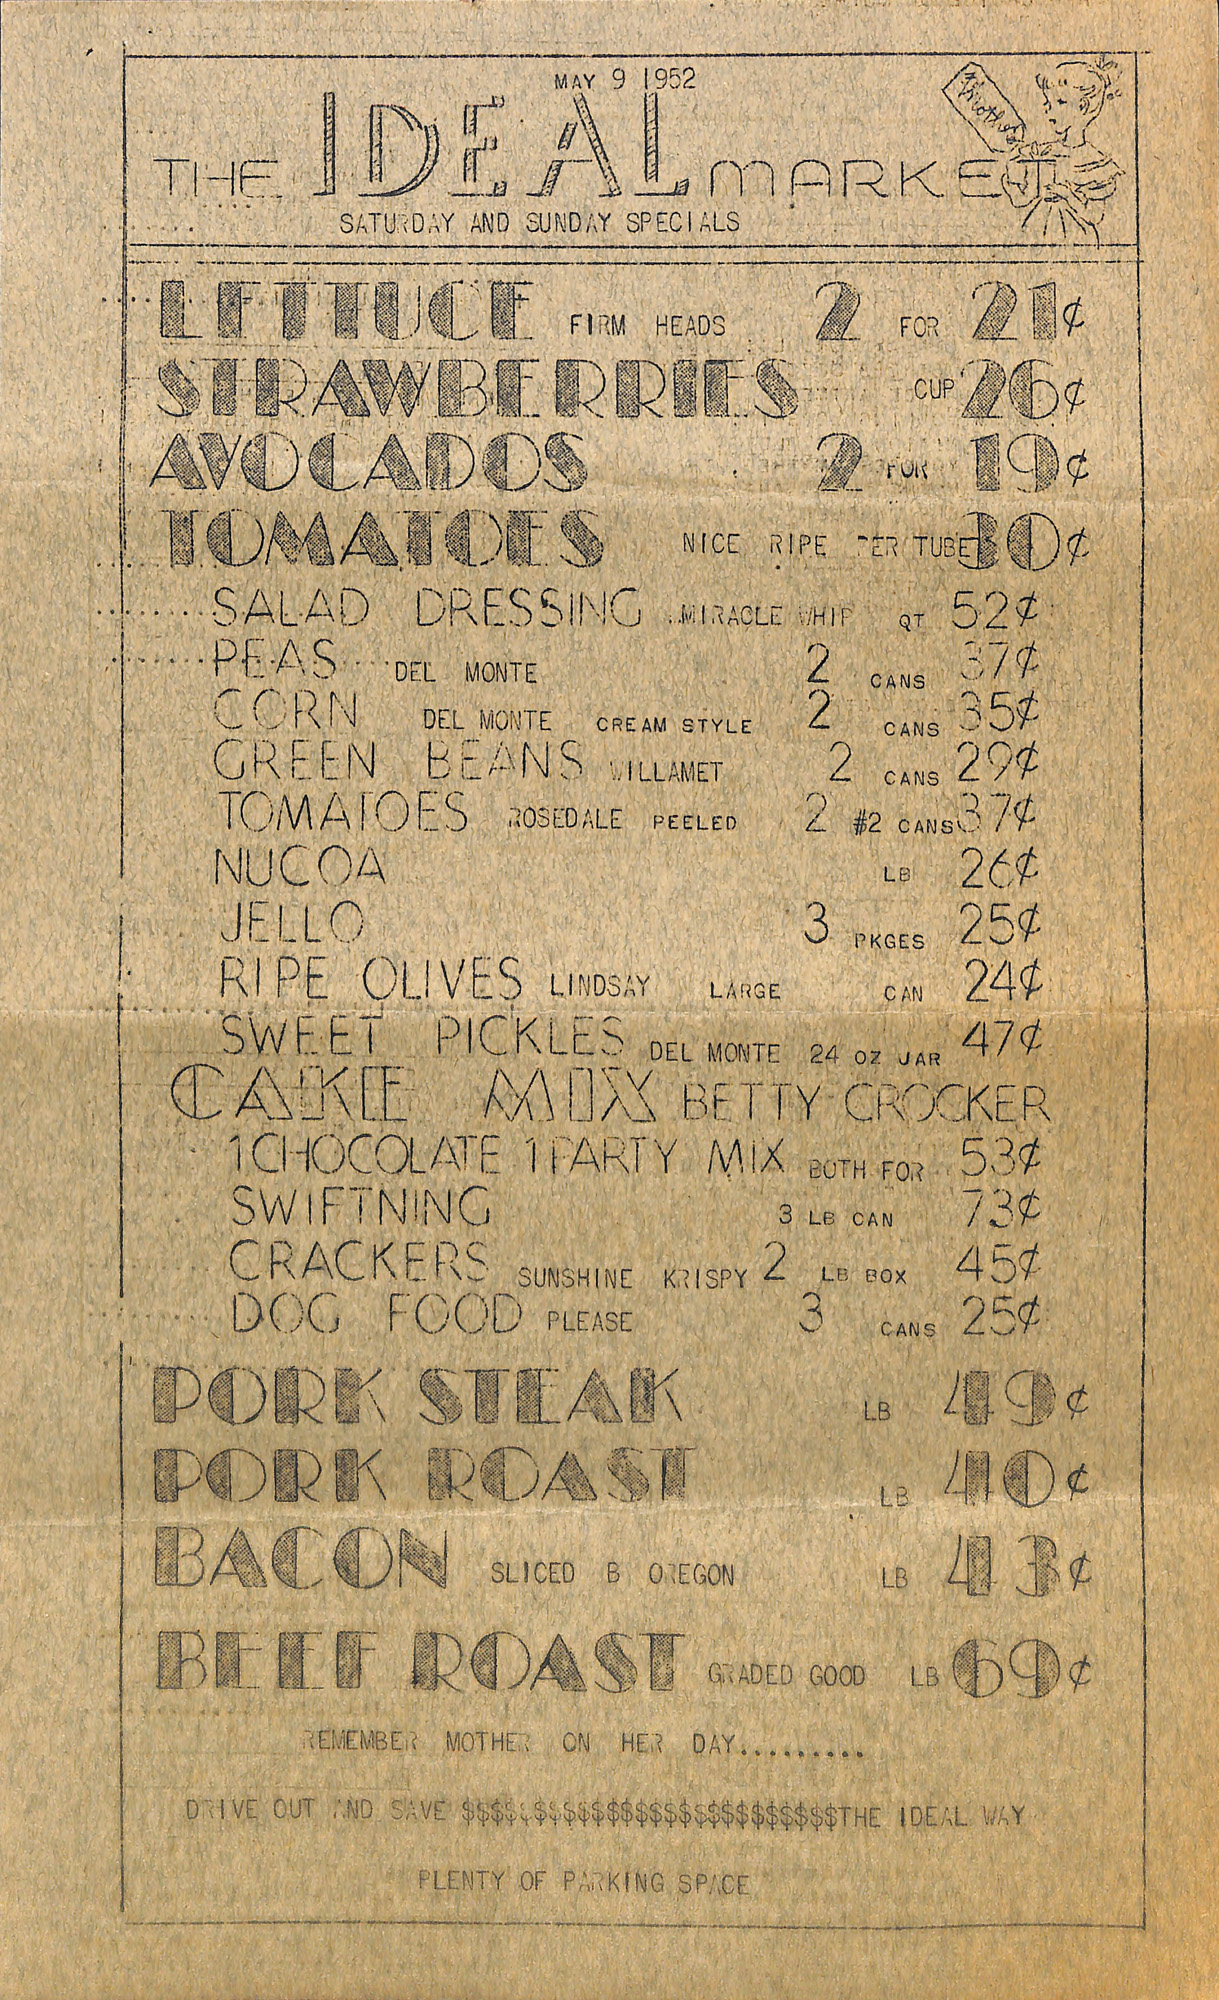 MAY 9 1952
THE IDEAL MARKET
Mother
SATURDAY AND SUNDAY SPECIALS
LETTUCE FIRM HEADS 2 FOR 21¢
STRAWBERRIES CUP 26¢
AVOCADOS 2 FOR 19¢
TOMATOES NICE RIPE PER TUBE 30¢
SALAD DRESSING MIRACLE WHIP QT 52¢
PEAS DEL MONTE 2 CANS 37¢
CORN DEL MONTE CREAM STYLE 2 CANS 35¢
GREEN BEANS WILLAMET 2 CANS 29¢
TOMATOES ROSEDALE PEELED 2 #2 CANS 37¢
NUCOA LB 26¢
JELLO 3 PKGES 25¢
RIPE OLIVES LINDSAY LARGE CAN 24¢
SWEET PICKLES DEL MONTE 24 OZ JAR 47¢
CAKE MIX BETTY CROCKER
1 CHOCOLATE 1 PARTY MIX BOTH FOR 53¢
SWIFTNING 3 LB CAN 73¢
CRACKERS SUNSHINE KRISPY 2 LB BOX 45¢
DOG FOOD PLEASE 3 CANS 25¢
PORK STEAK LB 49¢
PORK ROAST LB 40¢
BACON SLICED B OREGON LB 43¢
BEEF ROAST GRADED GOOD LB 69¢
REMEMBER MOTHER ON HER DAY.........
DRIVE OUT AND SAVE $$$$$$$$$$$$$$$$$$$$$$$$$$THE IDEAL WAY
PLENTY OF PARKING SPACE